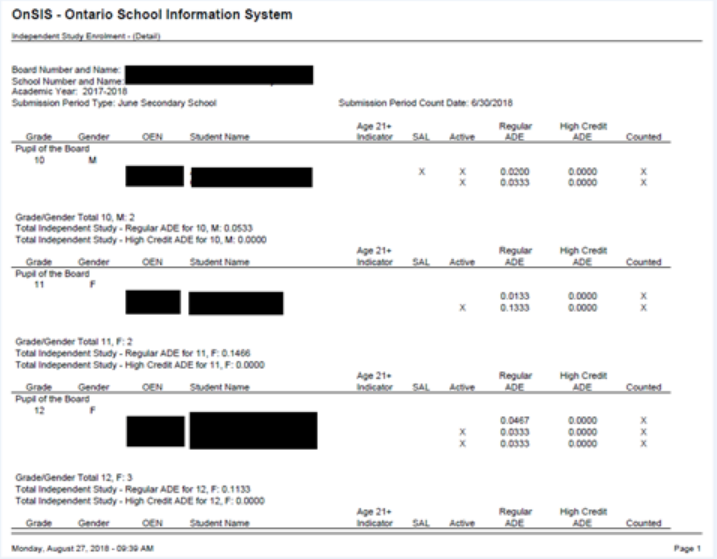 OnSIS - Ontario School Information System
Independent Study Enrolment - (Detail)
Board Number and Name:
School Number and Name:
Academic Year: 2017-2018
Submission Period Type: June Secondary School Submission Period Count Date: 6/30/2018
Grade Gender OEN Student Name Age 21+ Indicator SAL Active Regular ADE High Credit ADE Counted
Pupil of the Board
10 M
X X 0.0200 0.0000 X
X 0.0333 0.0000 X
Grade/Gender Total 10, M: 2
Total Independent Study - Regular ADE for 10, M: 0.0533
Total Independent Study - High Credit ADE for 10, M: 0.0000
Grade Gender OEN Student Name Age 21+ Indicator SAL Active Regular ADE High Credit ADE Counted
Pupil of the Board
11 F
0.0133 0.0000 X
X 0.1333 0.0000 X
Grade/Gender Total 11, F: 2
Total Independent Study - Regular ADE for 11, F: 0.1466
Total Independent Study - High Credit ADE for 11, F: 0.0000
Grade Gender OEN Student Name Age 21+ Indicator SAL Active Regular ADE High Credit ADE Counted
Pupil of the Board
12 F
0.0467 0.0000 X
X 0.0333 0.0000 X
X 0.0333 0.0000 X
Grade/Gender Total 12, F: 3
Total Independent Study - Regular ADE for 12, F: 0.1133
Total Independent Study - High Credit ADE for 12, F: 0.0000
Grade Gender OEN Student Name Age 21+ Indicator SAL Active Regular ADE High Credit ADE Counted
Monday, August 27, 2018 - 09:39 AM Page 1